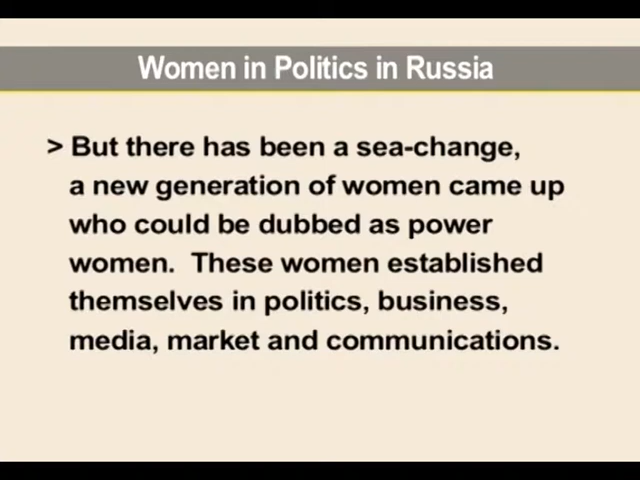 Women in Politics in Russia
> But there has been a sea-change,
a new generation of women came up
who could be dubbed as power
women.  These women established
themselves in politics, business,
media, market and communications.